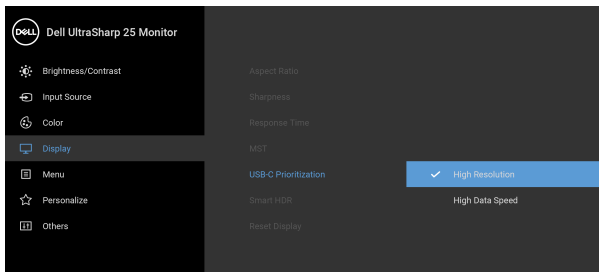 DELL
Dell UltraSharp 25 Monitor
Brightness/Contrast
Input Source
Color
Display
Menu
Personalize
Others
Aspect Ratio
Sharpness
Response Time
MST
USB-C Prioritization
Smart HDR
Reset Display
High Resolution
High Data Speed